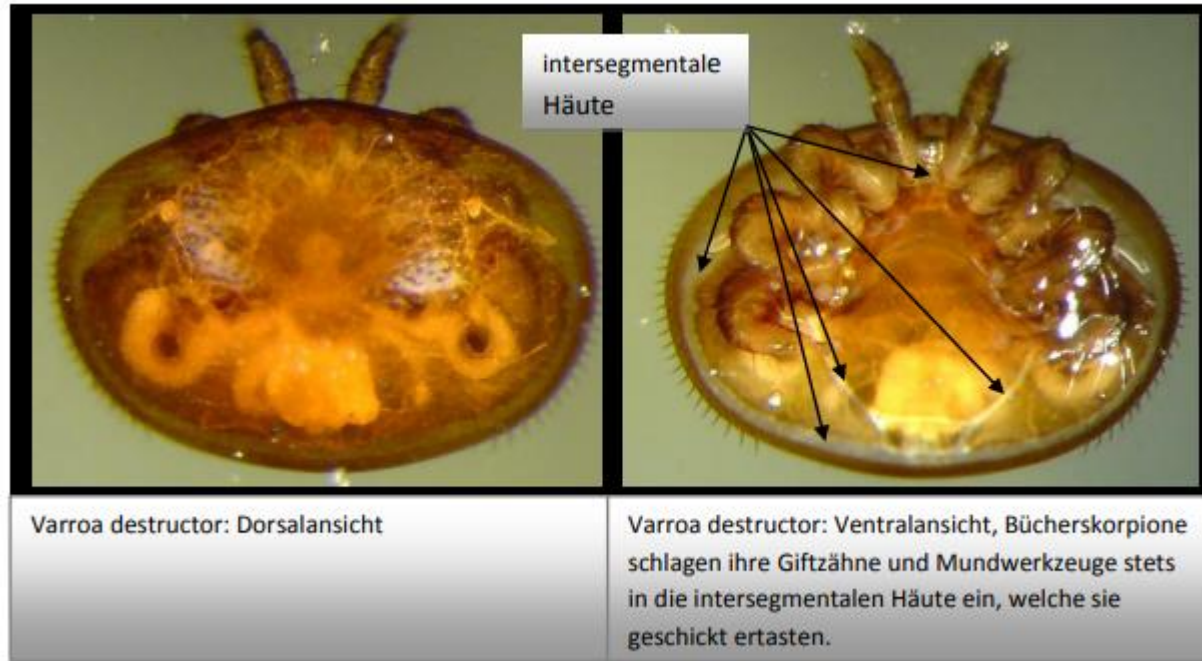 intersegmentale
Häute
Varroa destructor: Dorsalansicht
Varroa destructor: Ventralansicht, Bücherskorpione
schlagen ihre Giftzähne und Mundwerkzeuge stets
in die intersegmentalen Häute ein, welche sie
geschickt ertasten.